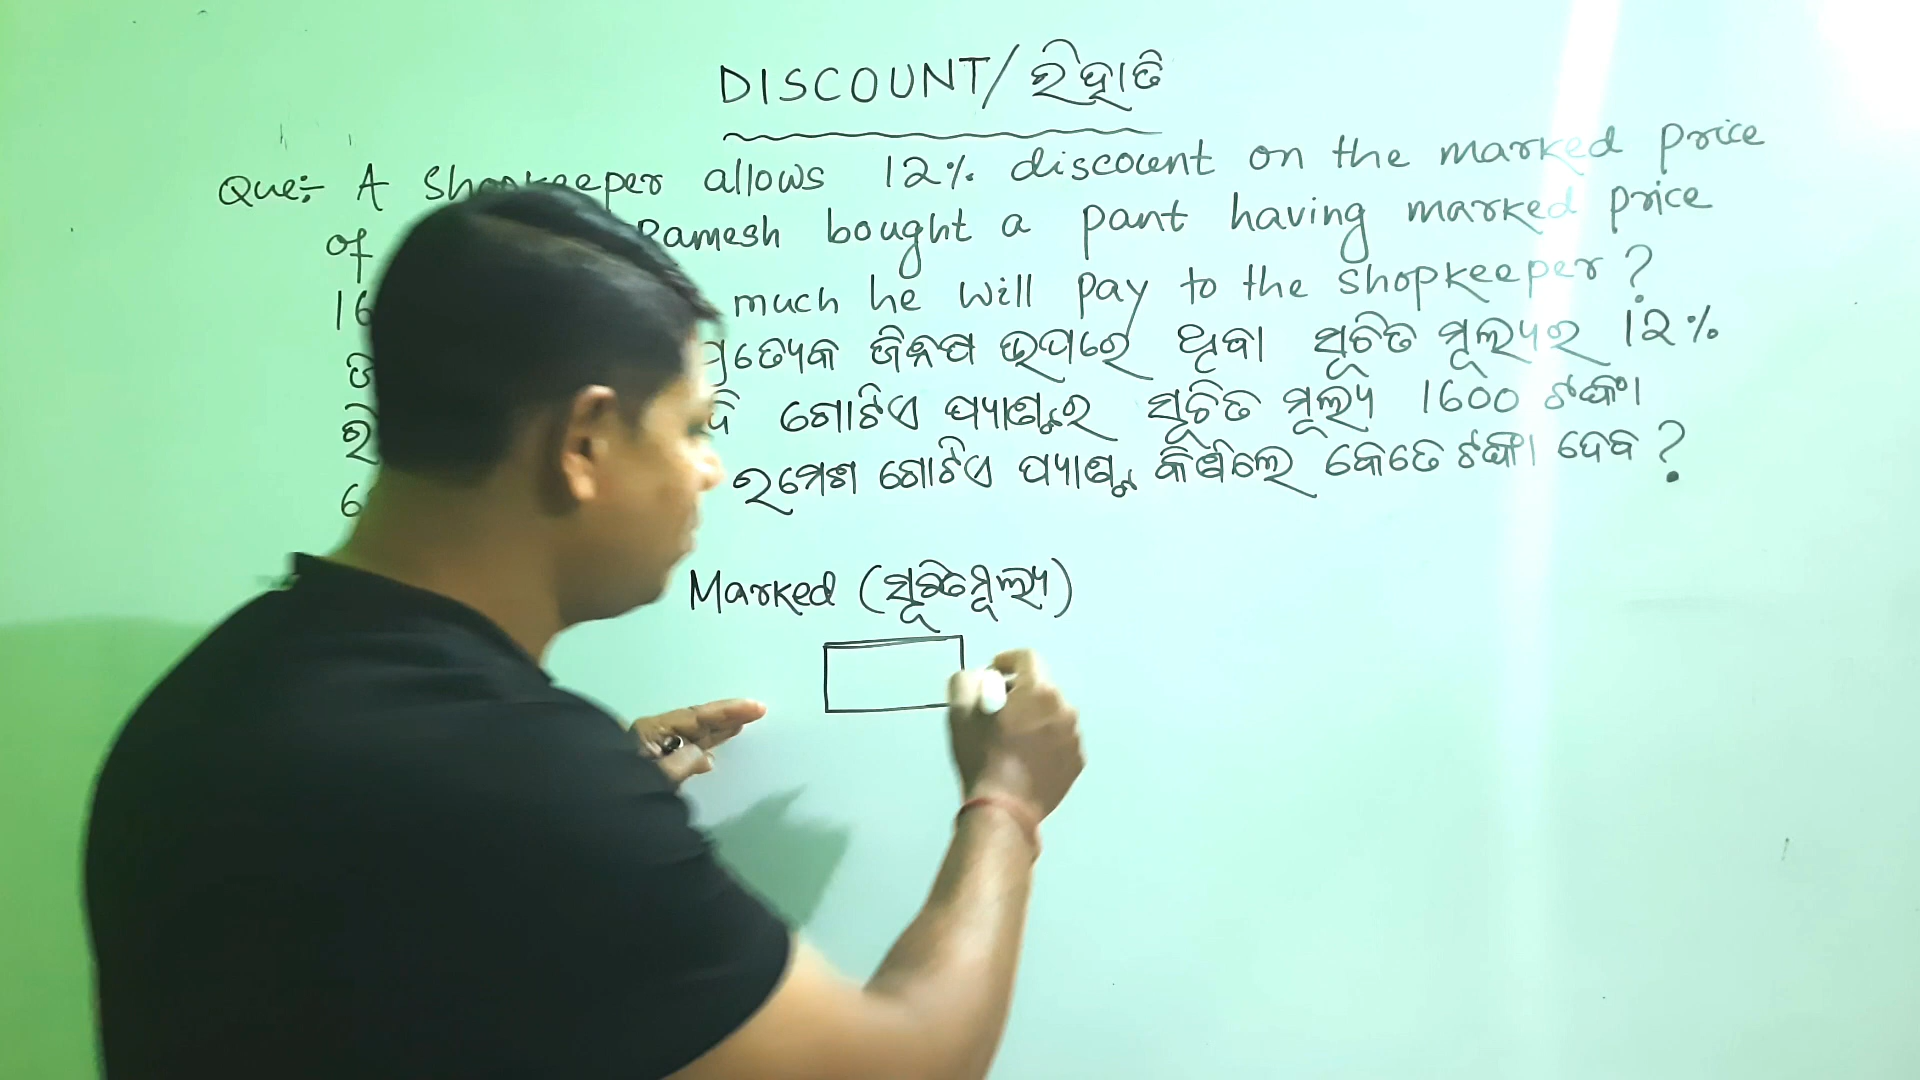 DISCOUNT/ରିହାତି
Que:- A Shopkeeper allows 12% discount on the marked price
of Ramesh bought a pant having marked price
16 much he will pay to the shopkeeper?
ପ୍ରତ୍ୟେକ ଜିନିଷ ଉପରେ ଥିବା ସୂଚିତ ମୂଲ୍ୟର 12%
ଗୋଟିଏ ପ୍ୟାଣ୍ଟର ସୂଚିତ ମୂଲ୍ୟ 1600 ଟଙ୍କା
ରମେଶ ଗୋଟିଏ ପ୍ୟାଣ୍ଟ କିଣିଲେ କେତେ ଟଙ୍କା ଦେବ?
Marked (ସୂଚିତମୂଲ୍ୟ)